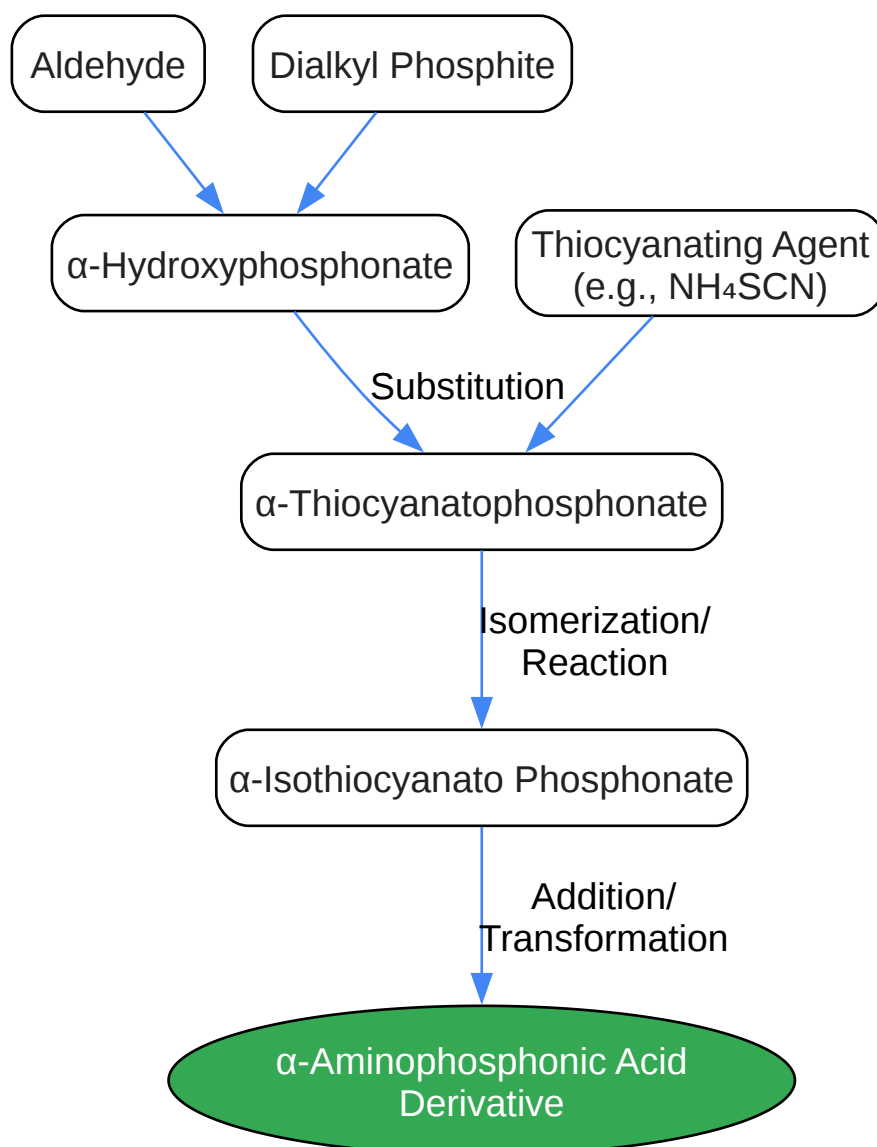 Aldehyde
Dialkyl Phosphite
α-Hydroxyphosphonate
Thiocyanating Agent
(e.g., NH₄SCN)
Substitution
α-Thiocyanatophosphonate
Isomerization/
Reaction
α-Isothiocyanato Phosphonate
Addition/
Transformation
α-Aminophosphonic Acid
Derivative